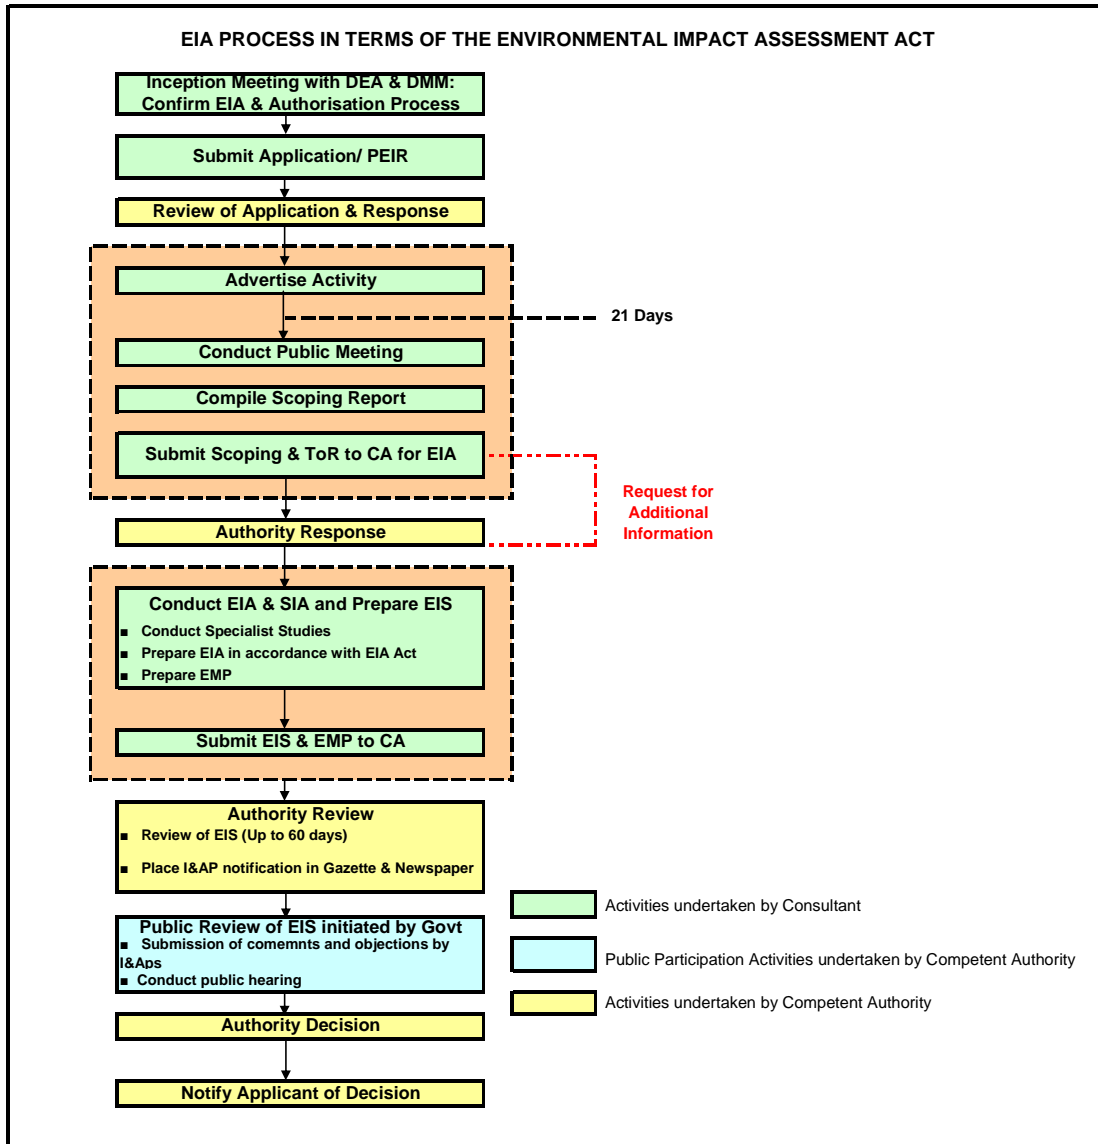 EIA PROCESS IN TERMS OF THE ENVIRONMENTAL IMPACT ASSESSMENT ACT
Inception Meeting with DEA & DMM:
Confirm EIA & Authorisation Process
Submit Application/ PEIR
Review of Application & Response
Advertise Activity
21 Days
Conduct Public Meeting
Compile Scoping Report
Submit Scoping & ToR to CA for EIA
Request for
Additional
Information
Authority Response
Conduct EIA & SIA and Prepare EIS
■ Conduct Specialist Studies
■ Prepare EIA in accordance with EIA Act
■ Prepare EMP
Submit EIS & EMP to CA
Authority Review
■ Review of EIS (Up to 60 days)
■ Place I&AP notification in Gazette & Newspaper
Public Review of EIS initiated by Govt
■ Submission of comemnts and objections by
I&Aps
■ Conduct public hearing
Authority Decision
Notify Applicant of Decision
Activities undertaken by Consultant
Public Participation Activities undertaken by Competent Authority
Activities undertaken by Competent Authority